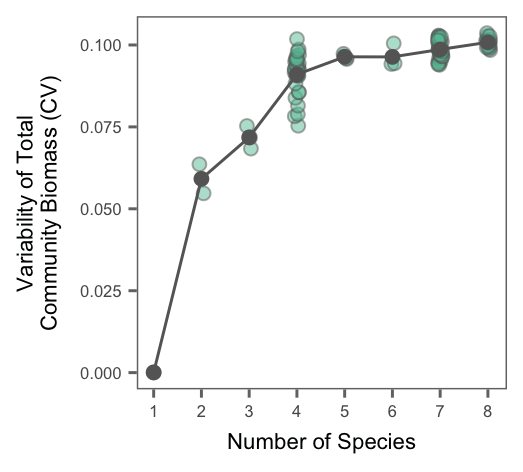 Variability of Total
Community Biomass (CV)
0.100
0.075
0.050
0.025
0.000
1 2 3 4 5 6 7 8
Number of Species